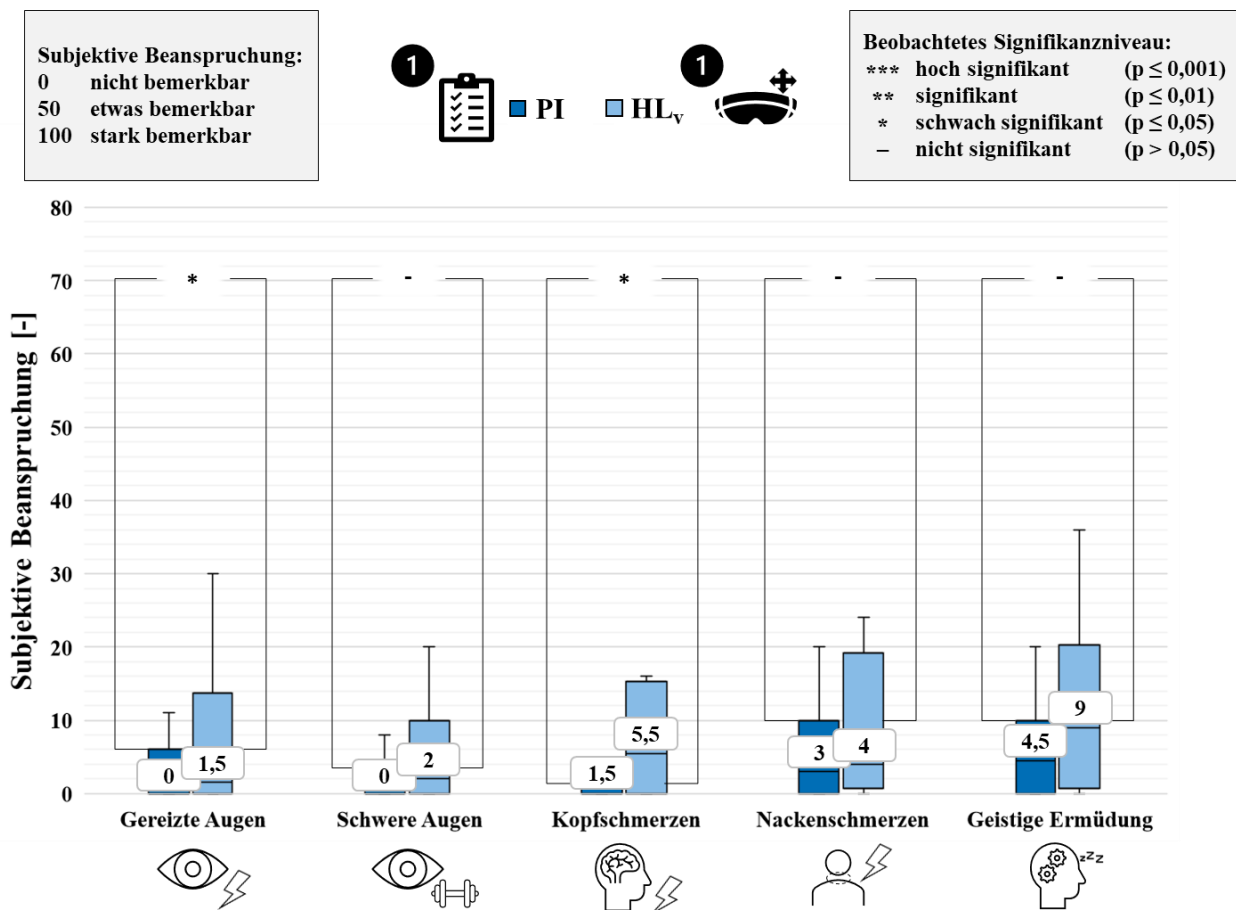 Subjektive Beanspruchung:
0 nicht bemerkbar
50 etwas bemerkbar
100 stark bemerkbar
1
PI
1
HLv
Beobachtetes Signifikanzniveau:
*** hoch signifikant (p ≤ 0,001)
** signifikant (p ≤ 0,01)
* schwach signifikant (p ≤ 0,05)
– nicht signifikant (p > 0,05)
Subjektive Beanspruchung [-]
80
70
60
50
40
30
20
10
0
* - * - -
0 1,5 0 2 1,5 5,5 3 4 4,5 9
Gereizte Augen Schwere Augen Kopfschmerzen Nackenschmerzen Geistige Ermüdung
zZZ